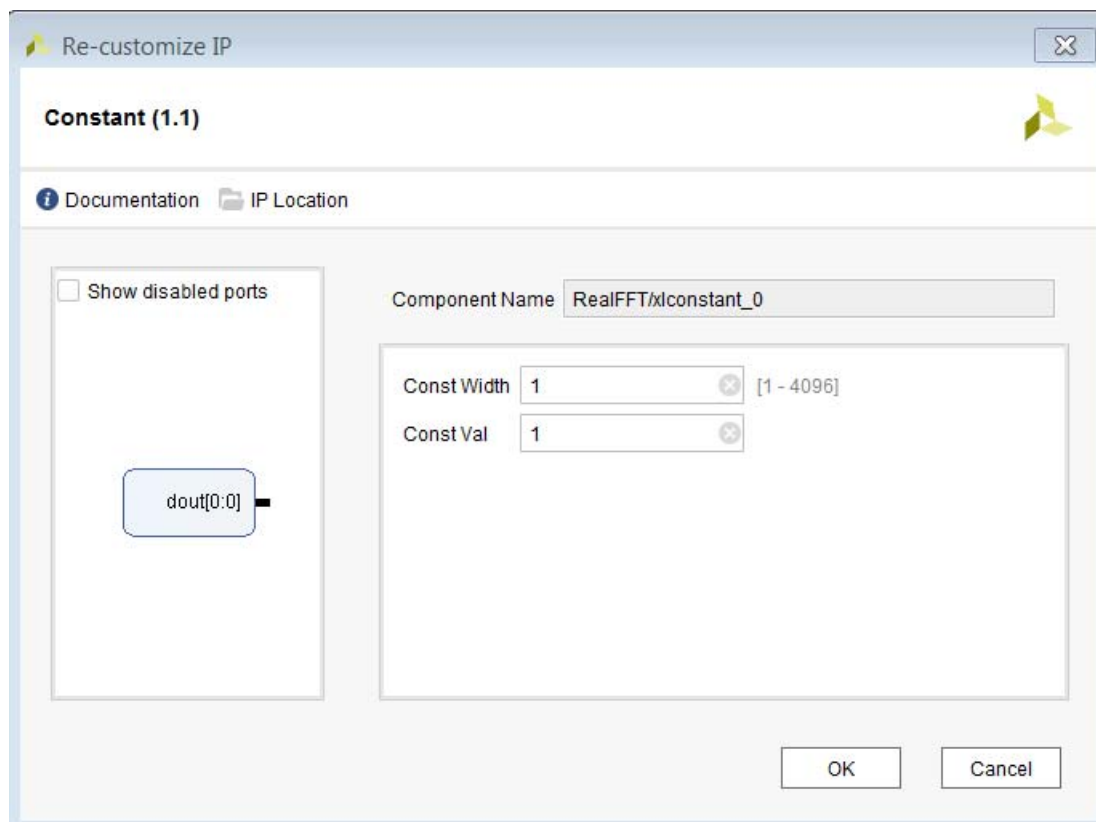 Re-customize IP
Constant (1.1)
Documentation IP Location
Show disabled ports
dout[0:0]
Component Name RealFFT/xlconstant_0
Const Width 1 [1 - 4096]
Const Val 1
OK Cancel